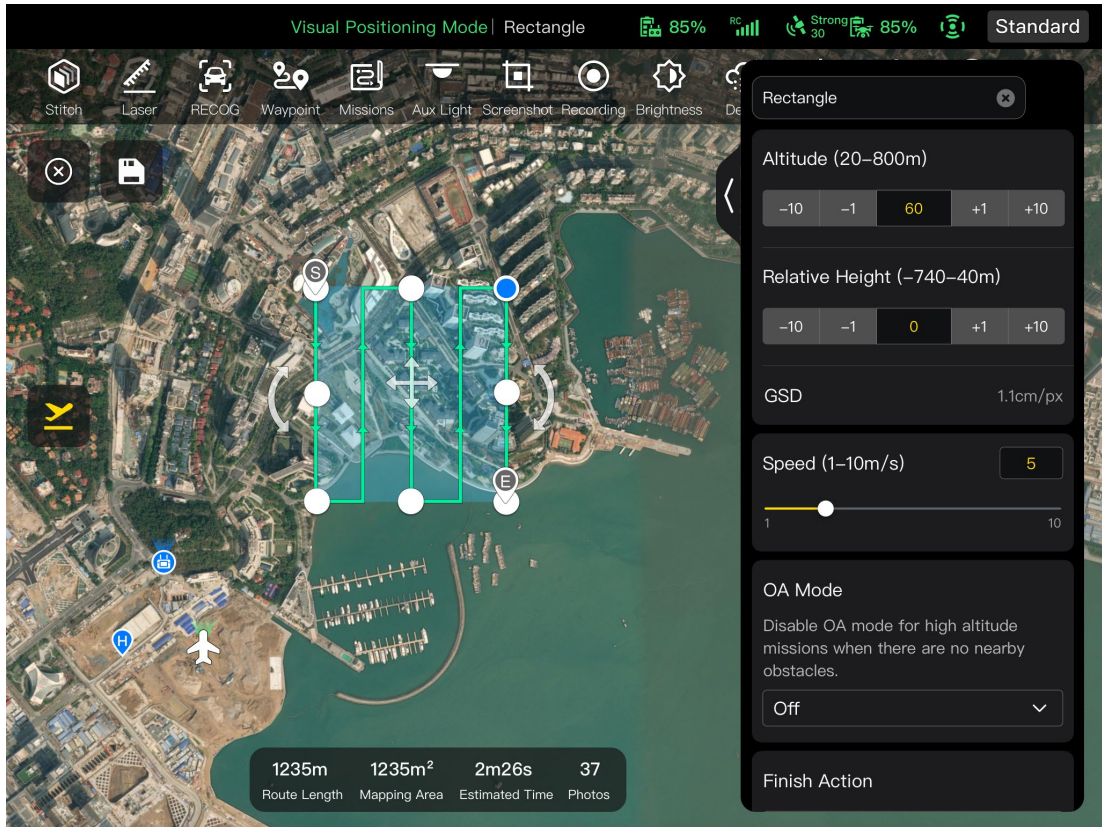 Visual Positioning Mode | Rectangle
85%
RC
Strong
30
85%
Standard
Stitch
Laser
RECOG
Waypoint
Missions
Aux Light
Screenshot
Recording
Brightness
De
Rectangle
Altitude (20–800m)
–10 –1 60 +1 +10
Relative Height (–740–40m)
–10 –1 0 +1 +10
GSD 1.1cm/px
Speed (1–10m/s) 5
1 10
OA Mode
Disable OA mode for high altitude
missions when there are no nearby
obstacles.
Off
Finish Action
S
E
H
1235m 1235m² 2m26s 37
Route Length Mapping Area Estimated Time Photos